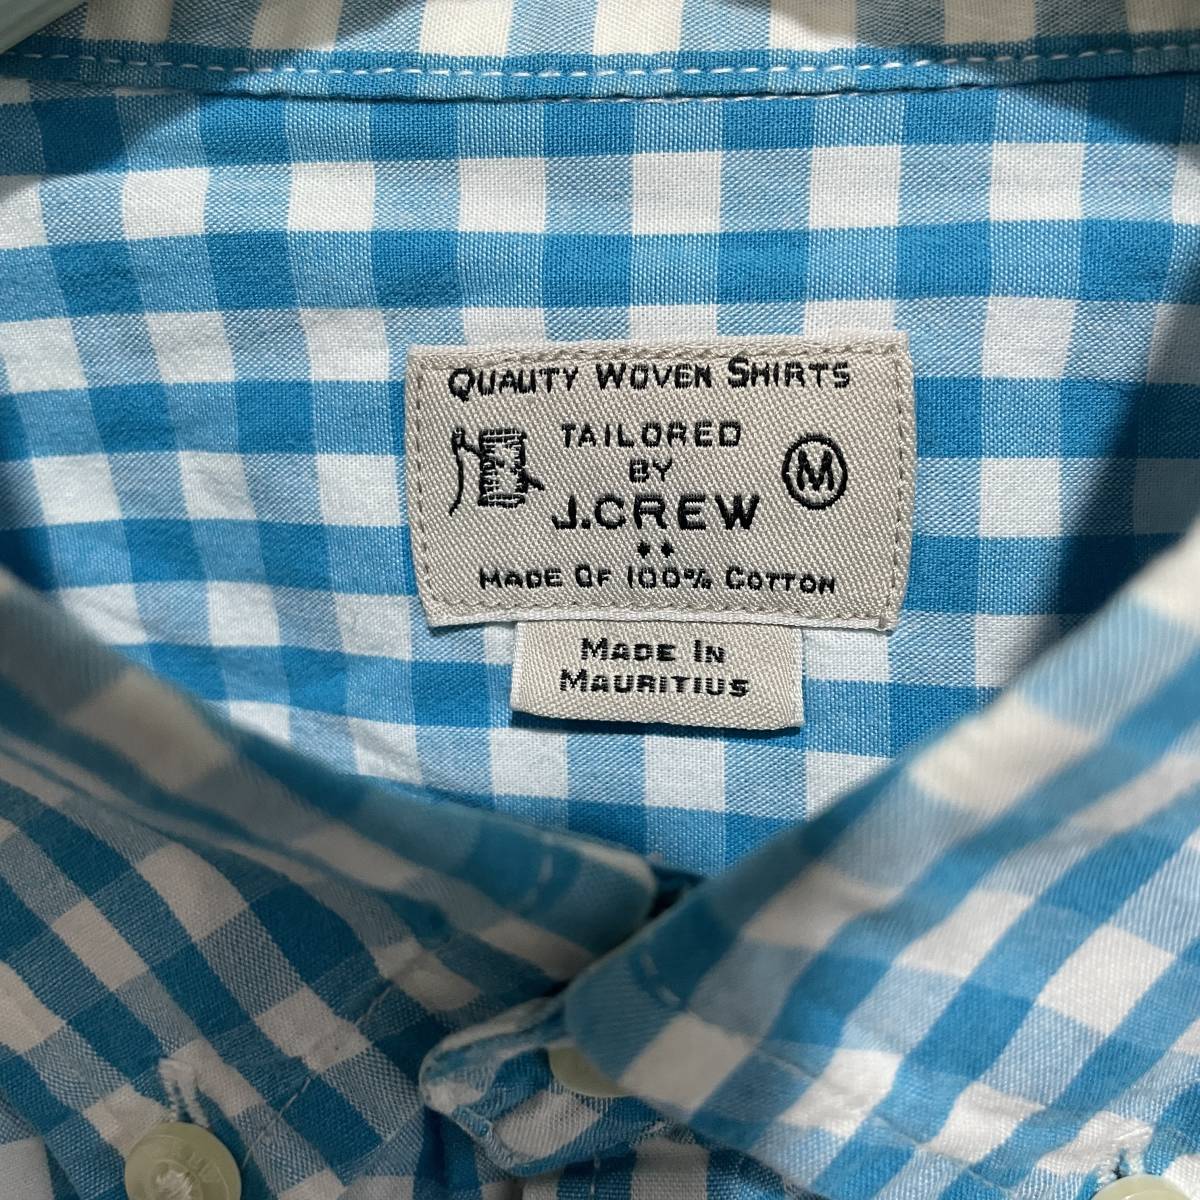 QUALITY WOVEN SHIRTS
TAILORED
BY
M
J.CREW
MADE OF 100% COTTON
MADE IN
MAURITIUS